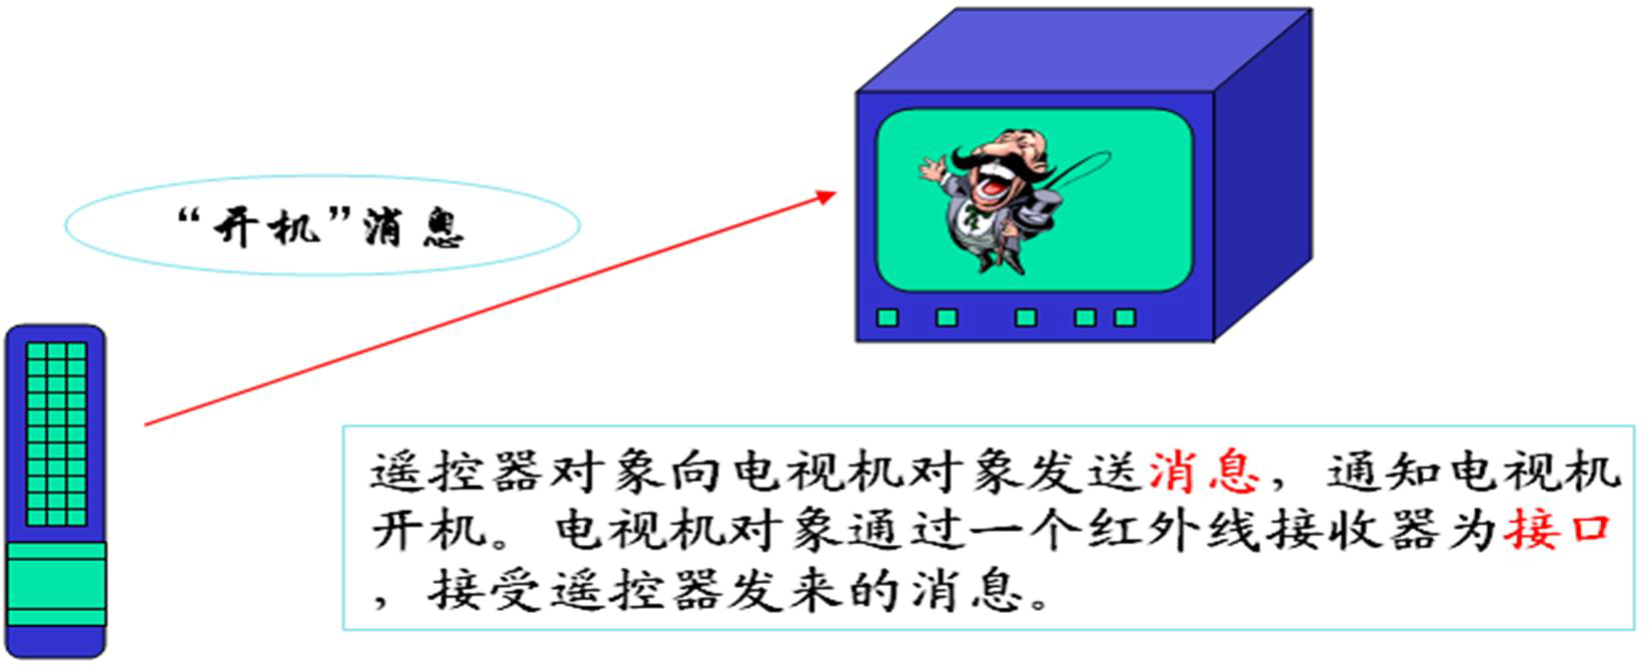 “开机”消息
遥控器对象向电视机对象发送消息，通知电视机
开机。电视机对象通过一个红外线接收器为接口
，接受遥控器发来的消息。